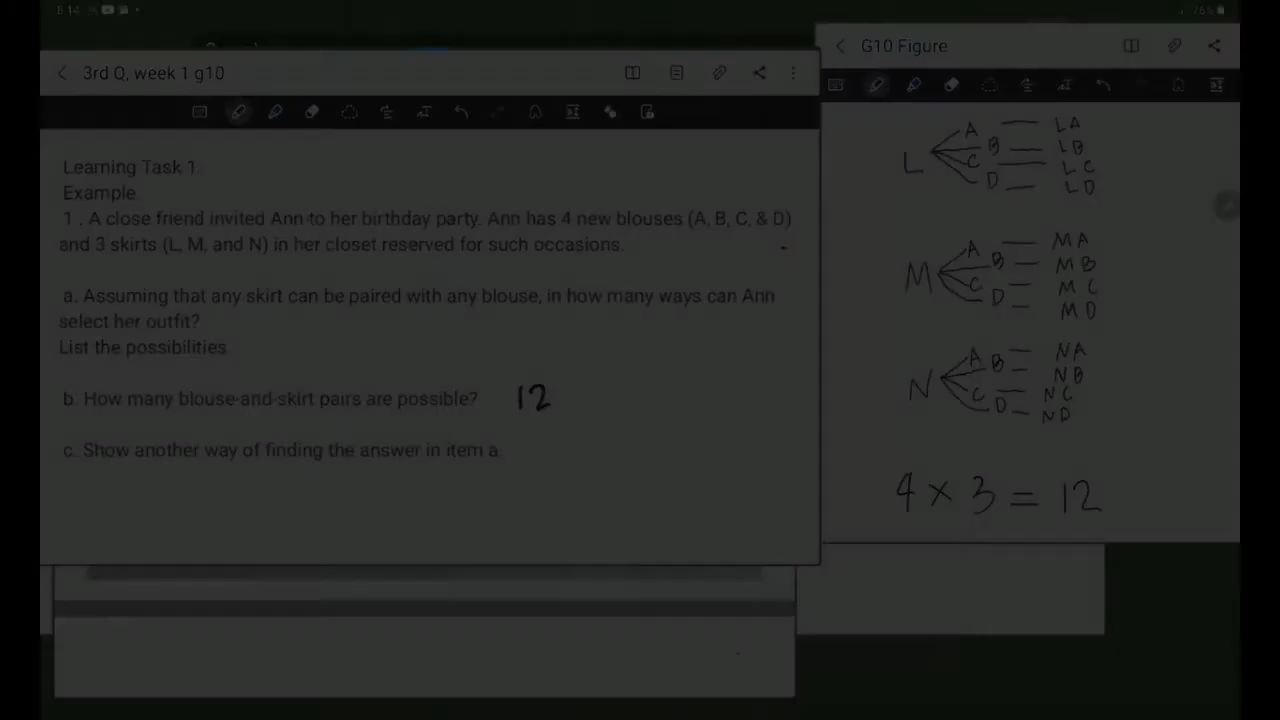 8:14
76%
3rd Q, week 1 g10
Learning Task 1.
Example.
1 . A close friend invited Ann to her birthday party. Ann has 4 new blouses (A, B, C, & D)
and 3 skirts (L, M, and N) in her closet reserved for such occasions.
a. Assuming that any skirt can be paired with any blouse, in how many ways can Ann
select her outfit?
List the possibilities.
b. How many blouse-and-skirt pairs are possible? 12
c. Show another way of finding the answer in item a.
G10 Figure
L
A LA
B LB
C LC
D LD
M
A MA
B MB
C MC
D MD
N
A NA
B NB
C NC
D ND
4 × 3 = 12